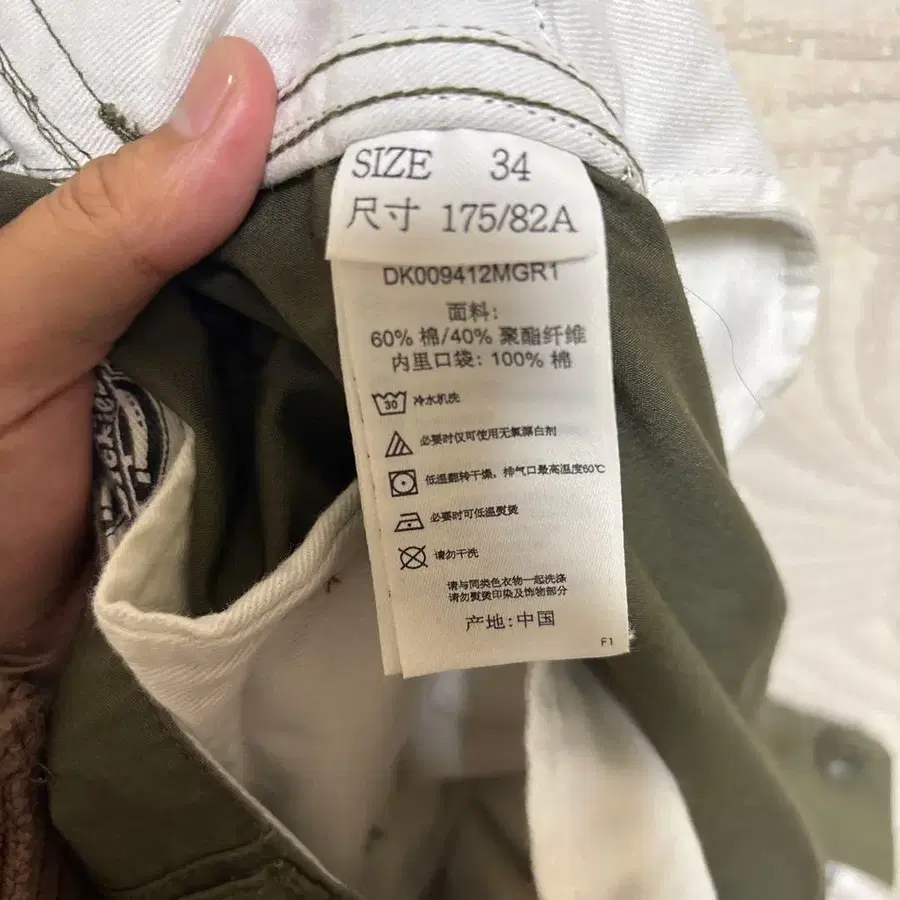 SIZE 34
尺寸 175/82A
DK009412MGR1
面料:
60% 棉/40% 聚酯纤维
内里口袋: 100% 棉
30 冷水机洗
必要时仅可使用无氧漂白剂
低温翻转干燥，排气口最高温度60℃
必要时可低温熨烫
请勿干洗
请与同类色衣物一起洗涤
请勿熨烫印染及饰物部分
产地:中国
F1